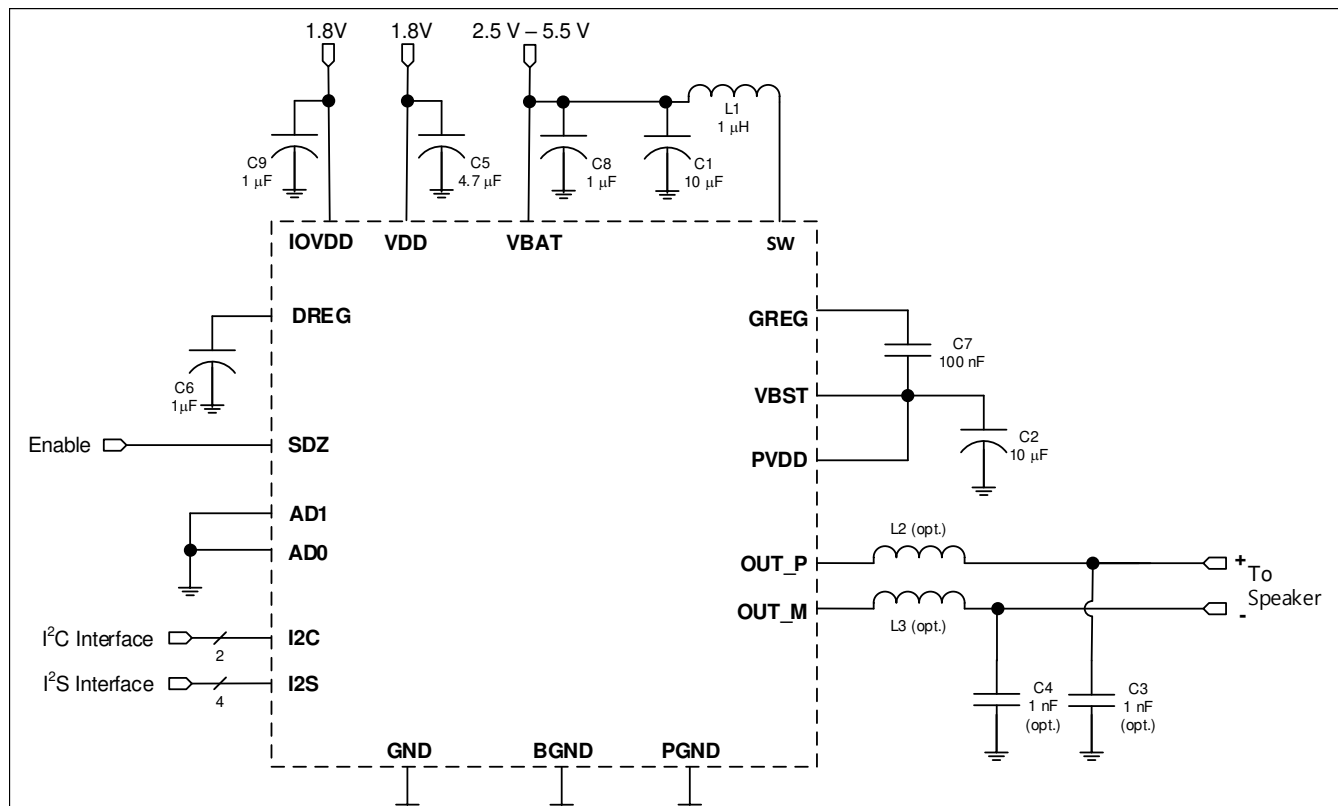 1.8V
1.8V
2.5 V – 5.5 V
L1
1 μH
C9
1 μF
C5
4.7 μF
C8
1 μF
C1
10 μF
IOVDD
VDD
VBAT
SW
DREG
GREG
C6
1μF
C7
100 nF
VBST
Enable
SDZ
C2
10 μF
PVDD
AD1
AD0
L2 (opt.)
OUT_P
+
To
Speaker
-
OUT_M
L3 (opt.)
I²C Interface
2
I2C
I²S Interface
4
I2S
C4
1 nF
(opt.)
C3
1 nF
(opt.)
GND
BGND
PGND